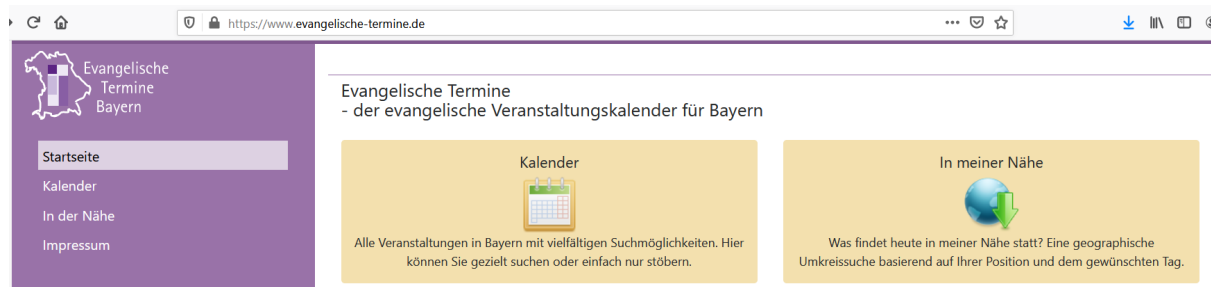 https://www.evangelische-termine.de
Evangelische
Termine
Bayern
Startseite
Kalender
In der Nähe
Impressum
Evangelische Termine
- der evangelische Veranstaltungskalender für Bayern
Kalender
Alle Veranstaltungen in Bayern mit vielfältigen Suchmöglichkeiten. Hier
können Sie gezielt suchen oder einfach nur stöbern.
In meiner Nähe
Was findet heute in meiner Nähe statt? Eine geographische
Umkreissuche basierend auf Ihrer Position und dem gewünschten Tag.